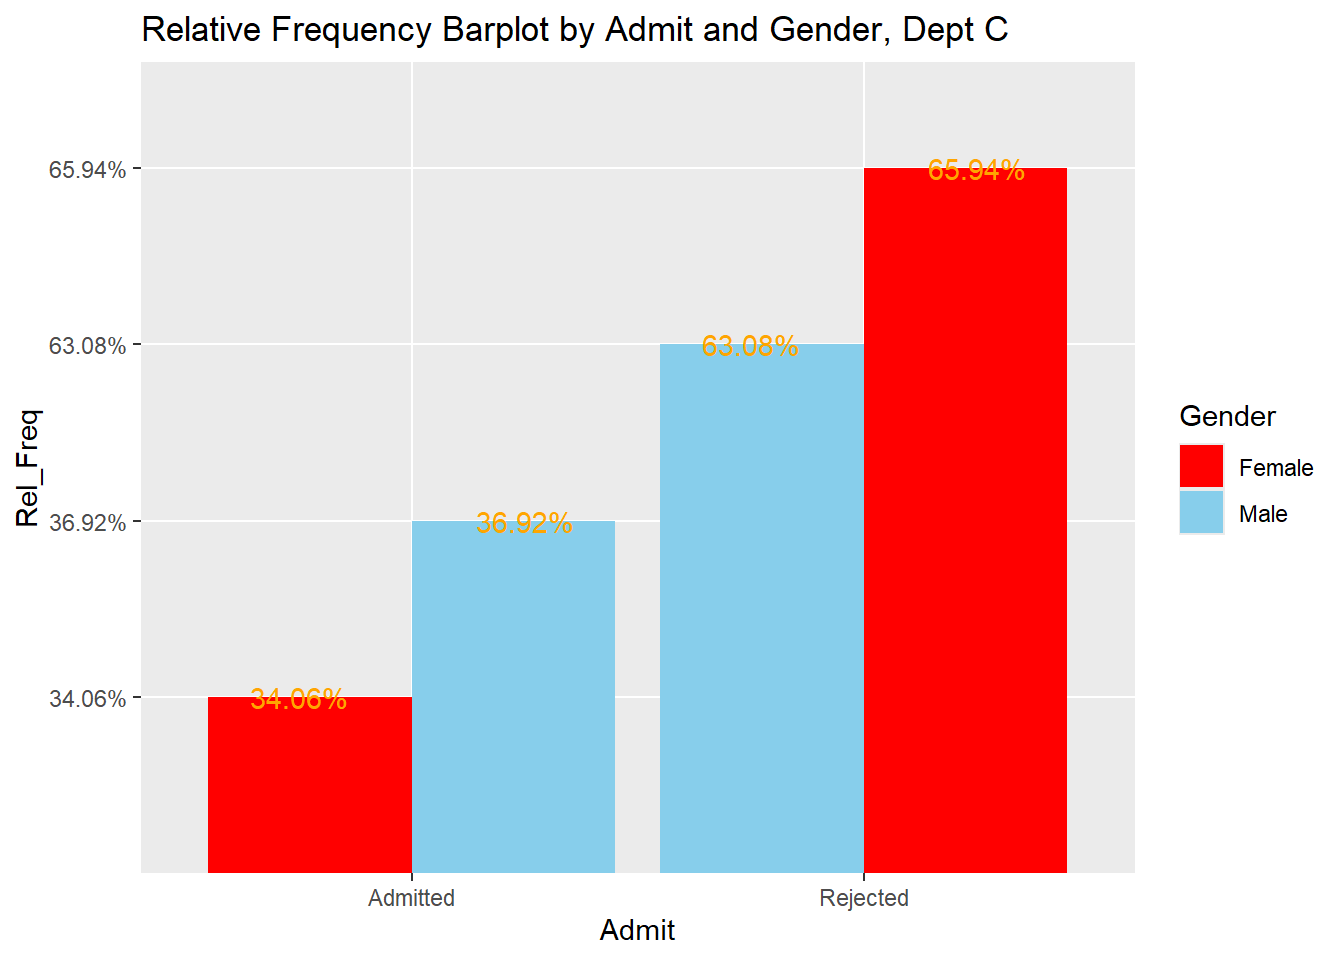 Relative Frequency Barplot by Admit and Gender, Dept C
65.94%
63.08%
36.92%
34.06%
Rel_Freq
34.06%
36.92%
63.08%
65.94%
Admitted
Rejected
Admit
Gender
Female
Male